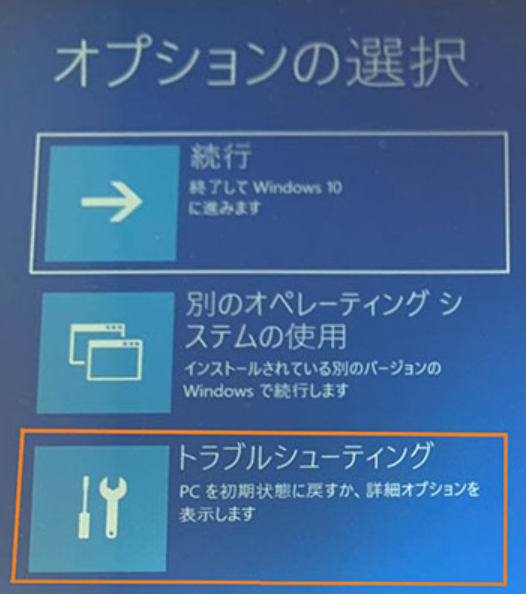 オプションの選択
続行
終了して Windows 10
に進みます
別のオペレーティング シ
ステムの使用
インストールされている別のバージョンの
Windows で続行します
トラブルシューティング
PC を初期状態に戻すか、詳細オプションを
表示します